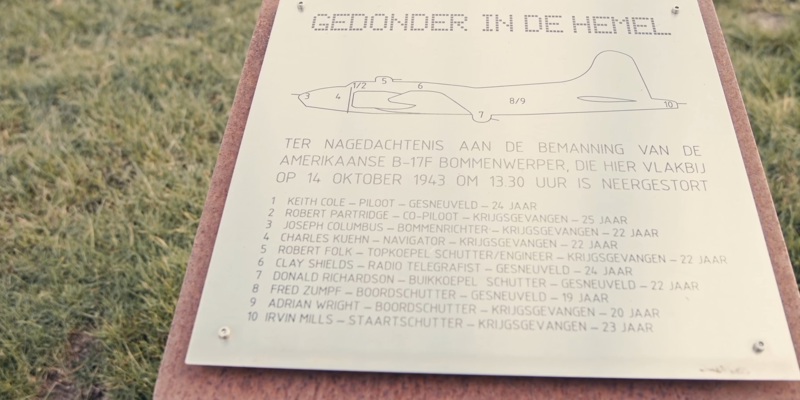 GEDONDER IN DE HEMEL
3 4 1/2 5 6 8/9 7 10
TER NAGEDACHTENIS AAN DE BEMANNING VAN DE
AMERIKAANSE B-17F BOMMENWERPER, DIE HIER VLAKBIJ
OP 14 OKTOBER 1943 OM 13.30 UUR IS NEERGESTORT
1 KEITH COLE – PILOOT – GESNEUVELD – 24 JAAR
2 ROBERT PARTRIDGE – CO-PILOOT – KRIJGSGEVANGEN – 25 JAAR
3 JOSEPH COLUMBUS – BOMMENRICHTER – KRIJGSGEVANGEN – 22 JAAR
4 CHARLES KUEHN – NAVIGATOR – KRIJGSGEVANGEN – 22 JAAR
5 ROBERT FOLK – TOPKOEPEL SCHUTTER/ENGINEER – KRIJGSGEVANGEN – 22 JAAR
6 CLAY SHIELDS – RADIO TELEGRAFIST – GESNEUVELD – 24 JAAR
7 DONALD RICHARDSON – BUIKKOEPEL SCHUTTER – GESNEUVELD – 22 JAAR
8 FRED ZUMPF – BOORDSCHUTTER – GESNEUVELD – 19 JAAR
9 ADRIAN WRIGHT – BOORDSCHUTTER – KRIJGSGEVANGEN – 20 JAAR
10 IRVIN MILLS – STAARTSCHUTTER – KRIJGSGEVANGEN – 23 JAAR